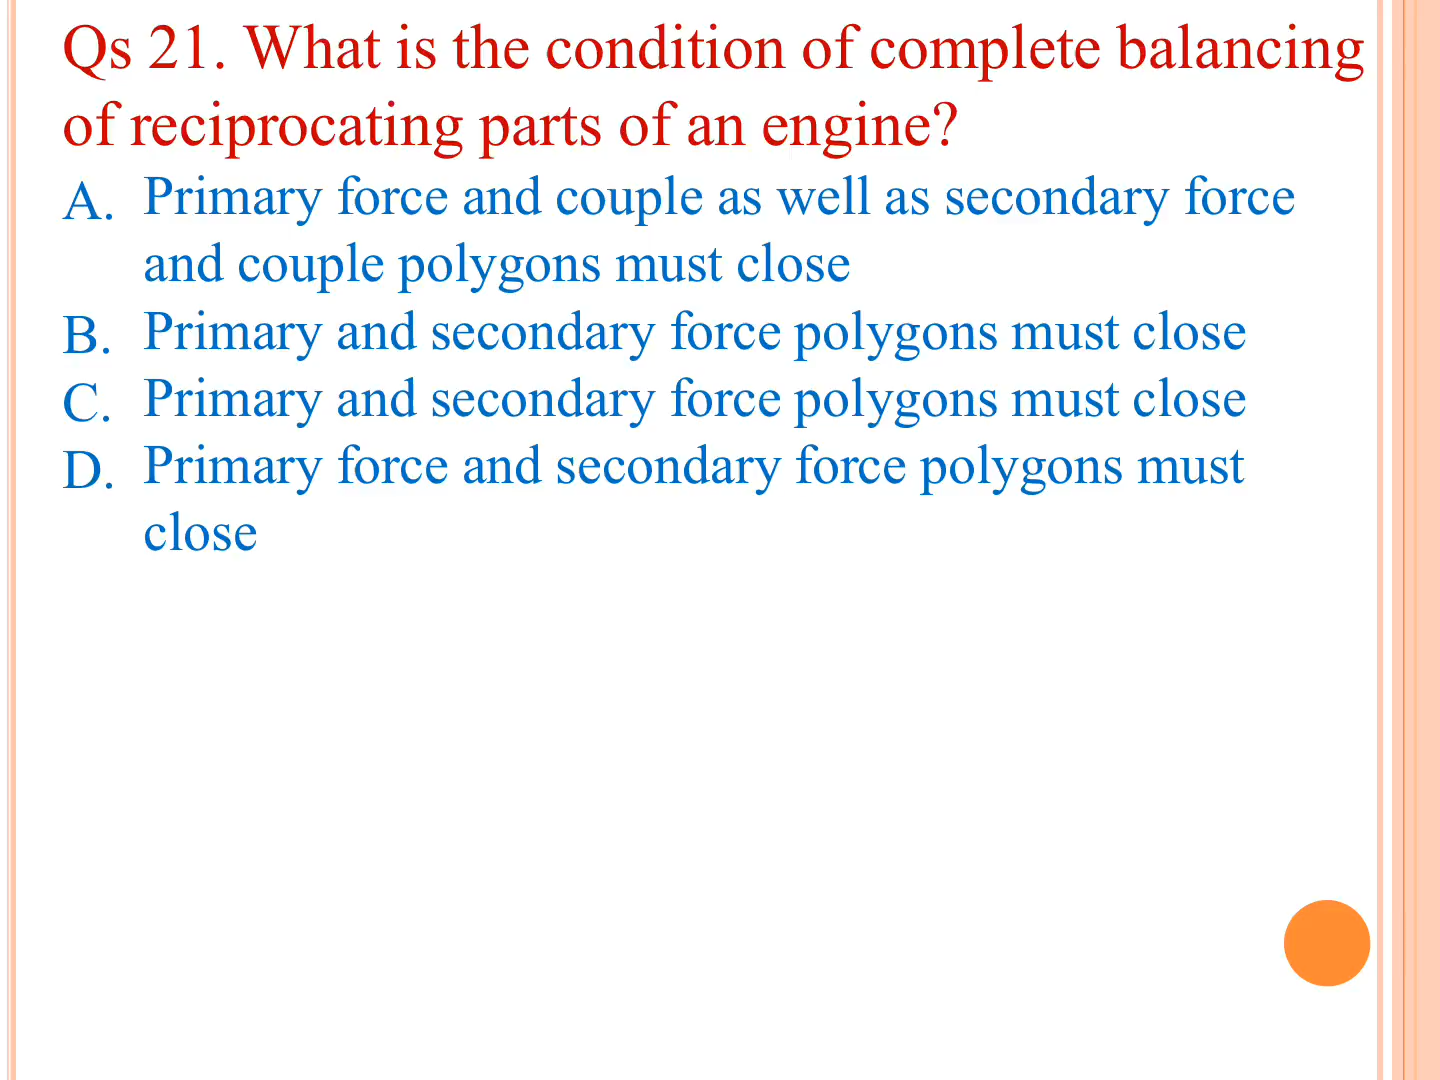 Qs 21. What is the condition of complete balancing
of reciprocating parts of an engine?
A. Primary force and couple as well as secondary force
and couple polygons must close
B. Primary and secondary force polygons must close
C. Primary and secondary force polygons must close
D. Primary force and secondary force polygons must
close